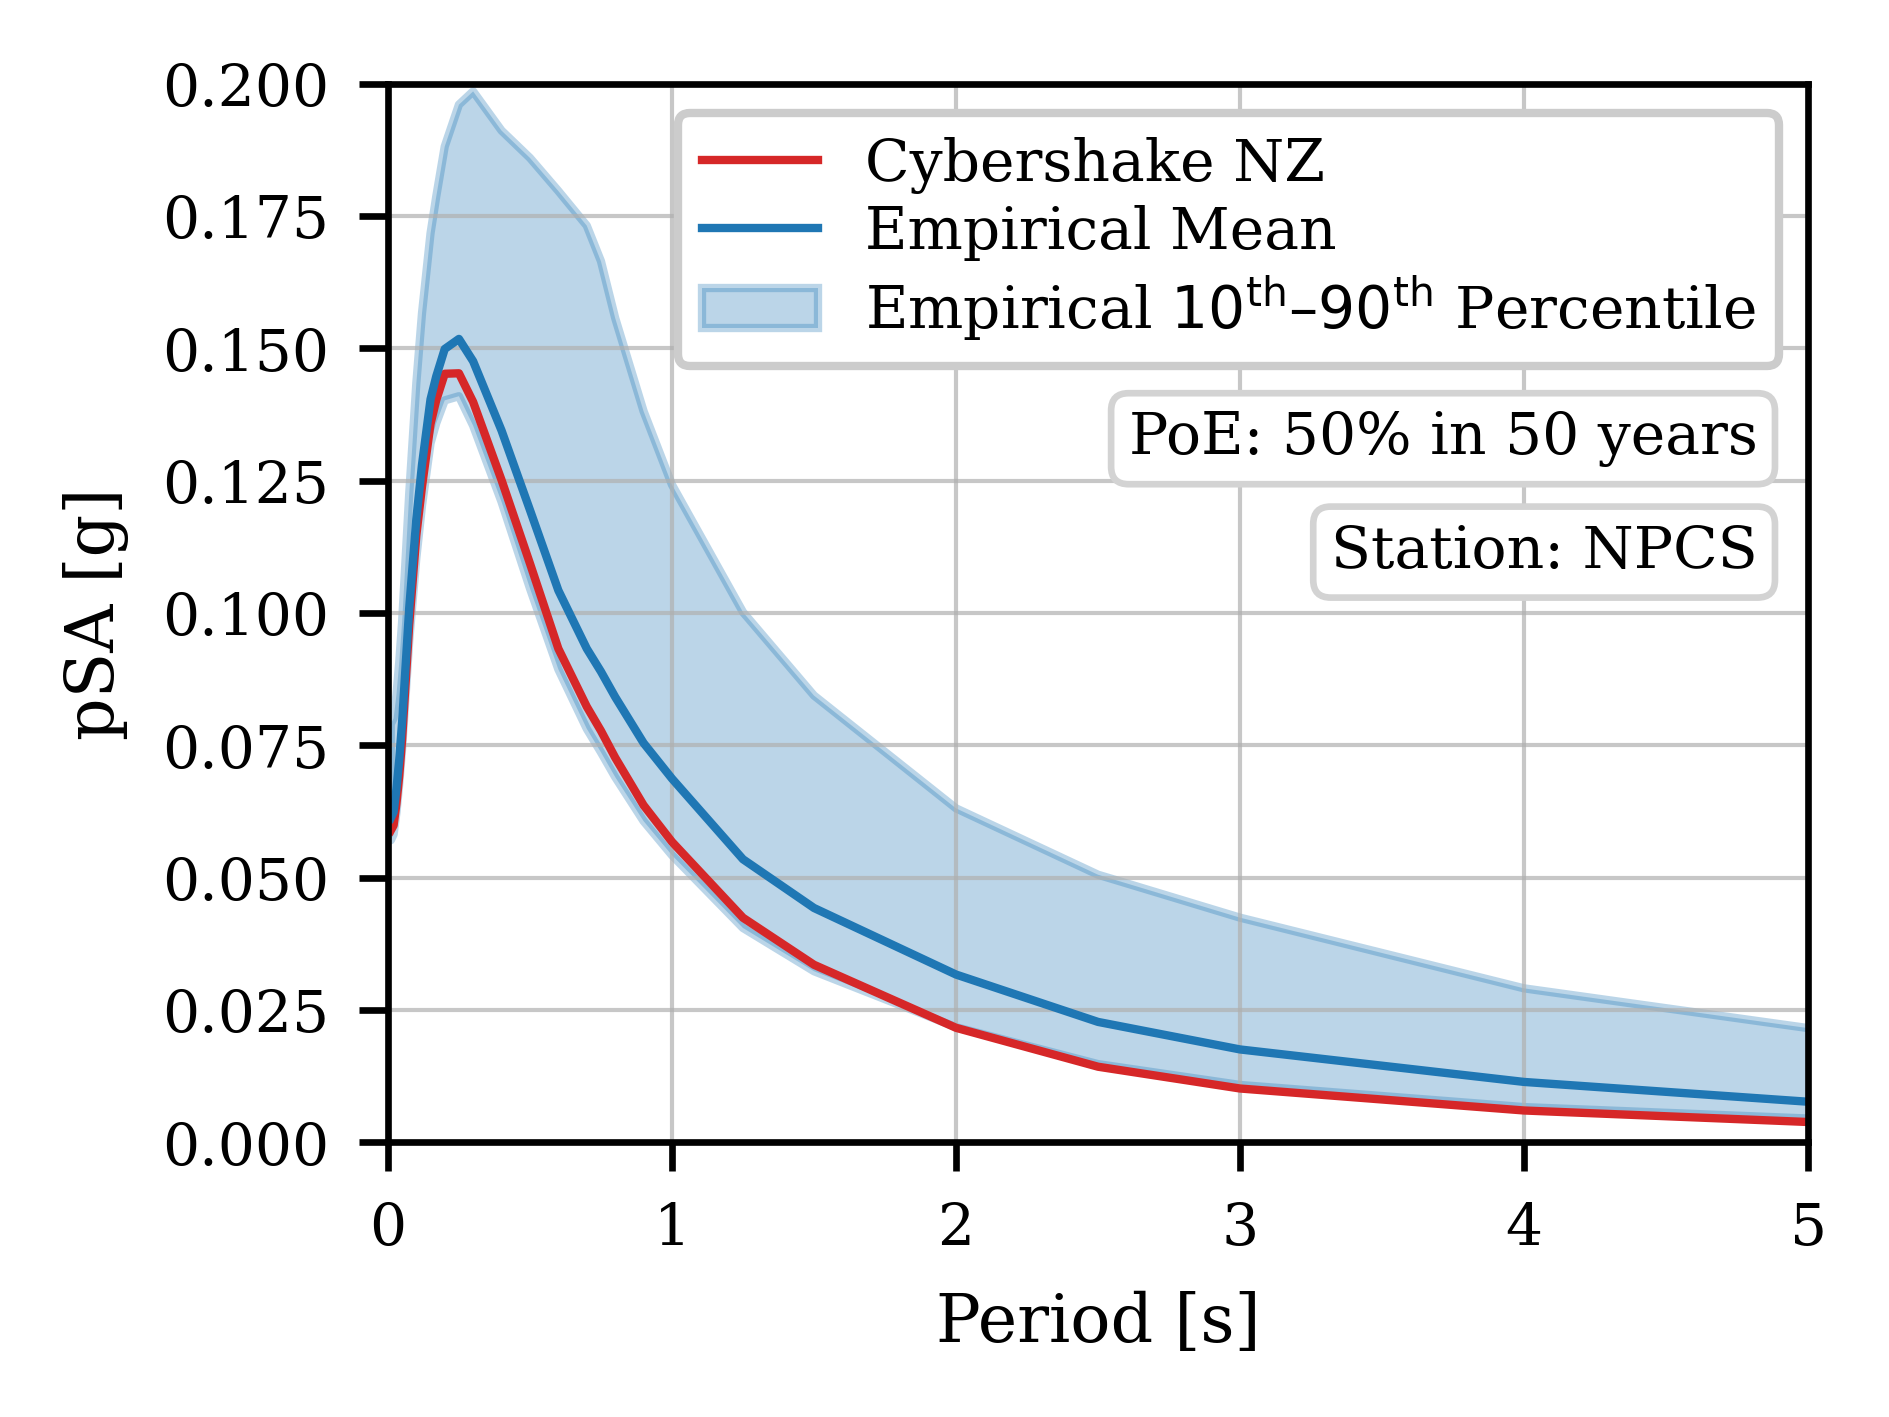 0.200
0.175
0.150
0.125
0.100
0.075
0.050
0.025
0.000
pSA [g]
Cybershake NZ
Empirical Mean
Empirical 10th–90th Percentile
PoE: 50% in 50 years
Station: NPCS
0 1 2 3 4 5
Period [s]